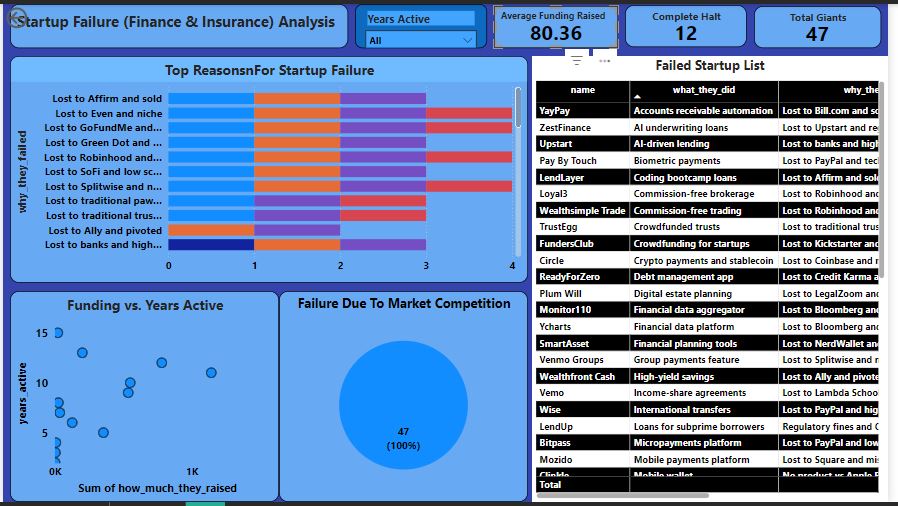 Startup Failure (Finance & Insurance) Analysis
Years Active
All
Average Funding Raised
80.36
Complete Halt
12
Total Giants
47
Top ReasonsnFor Startup Failure
why_they_failed
Lost to Affirm and sold
Lost to Even and niche
Lost to GoFundMe and...
Lost to Green Dot and ...
Lost to Robinhood and...
Lost to SoFi and low sc...
Lost to Splitwise and n...
Lost to traditional paw...
Lost to traditional trus...
Lost to Ally and pivoted
Lost to banks and high...
0 1 2 3 4
Funding vs. Years Active
years_active
15
10
5
0K 1K
Sum of how_much_they_raised
Failure Due To Market Competition
47
(100%)
Failed Startup List
name what_they_did why_the
YayPay Accounts receivable automation Lost to Bill.com and sc
ZestFinance AI underwriting loans Lost to Upstart and re
Upstart AI-driven lending Lost to banks and high
Pay By Touch Biometric payments Lost to PayPal and tec
LendLayer Coding bootcamp loans Lost to Affirm and sol
Loyal3 Commission-free brokerage Lost to Robinhood anc
Wealthsimple Trade Commission-free trading Lost to Robinhood anc
TrustEgg Crowdfunded trusts Lost to traditional trus
FundersClub Crowdfunding for startups Lost to Kickstarter anc
Circle Crypto payments and stablecoin Lost to Coinbase and r
ReadyForZero Debt management app Lost to Credit Karma a
Plum Will Digital estate planning Lost to LegalZoom anc
Monitor110 Financial data aggregator Lost to Bloomberg anc
Ycharts Financial data platform Lost to Bloomberg anc
SmartAsset Financial planning tools Lost to NerdWallet anc
Venmo Groups Group payments feature Lost to Splitwise and r
Wealthfront Cash High-yield savings Lost to Ally and pivote
Vemo Income-share agreements Lost to Lambda Schoo
Wise International transfers Lost to PayPal and hig
LendUp Loans for subprime borrowers Regulatory fines and C
Bitpass Micropayments platform Lost to PayPal and low
Mozido Mobile payments platform Lost to Square and mi
Clinkle Mobile wallet No product vs Apple F
Total